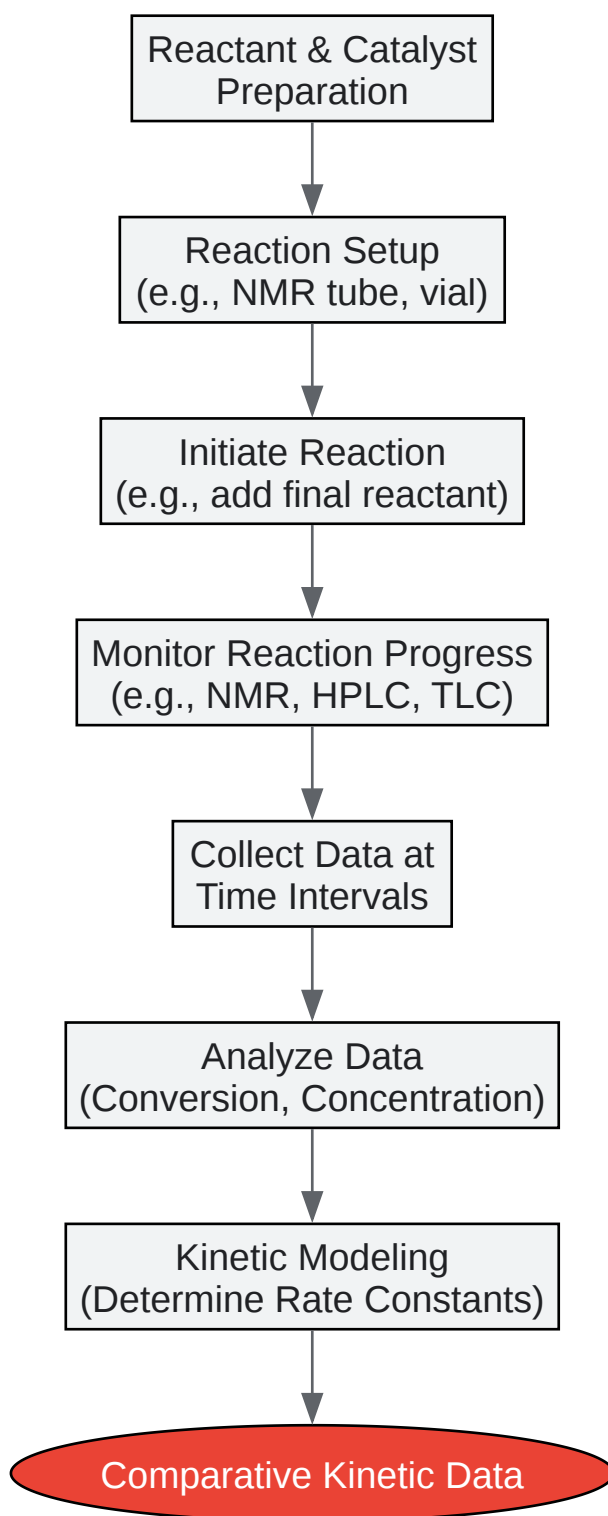 Reactant & Catalyst
Preparation
Reaction Setup
(e.g., NMR tube, vial)
Initiate Reaction
(e.g., add final reactant)
Monitor Reaction Progress
(e.g., NMR, HPLC, TLC)
Collect Data at
Time Intervals
Analyze Data
(Conversion, Concentration)
Kinetic Modeling
(Determine Rate Constants)
Comparative Kinetic Data